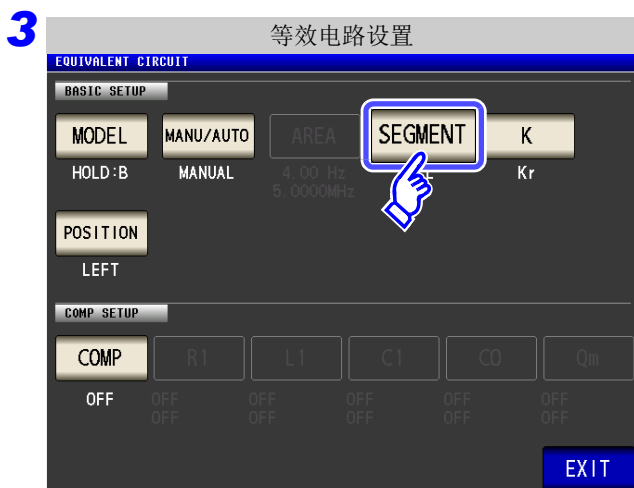 3
等效电路设置
EQUIVALENT CIRCUIT
BASIC SETUP
MODEL MANU/AUTO AREA SEGMENT K
HOLD:B MANUAL 4.00 Hz Kr
5.0000MHz
POSITION
LEFT
COMP SETUP
COMP R1 L1 C1 C0 Qm
OFF OFF OFF OFF OFF OFF
OFF OFF OFF OFF OFF
EXIT